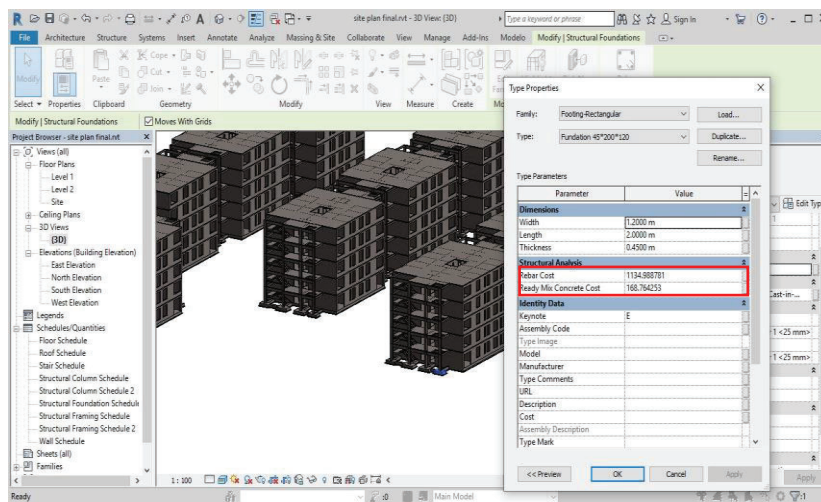 site plan final.rvt - 3D View: {3D}
Type a keyword or phrase
Sign In
File Architecture Structure Systems Insert Annotate Analyze Massing & Site Collaborate View Manage Add-Ins Modelo Modify | Structural Foundations
Modify
Paste
Cope
Cut
Join
Select Properties Clipboard Geometry Modify View Measure Create
Modify | Structural Foundations
Moves With Grids
Project Browser - site plan final.rvt
Views (all)
Floor Plans
Level 1
Level 2
Site
Ceiling Plans
3D Views
{3D}
Elevations (Building Elevation)
East Elevation
North Elevation
South Elevation
West Elevation
Legends
Schedules/Quantities
Floor Schedule
Roof Schedule
Stair Schedule
Structural Column Schedule
Structural Column Schedule 2
Structural Foundation Schedule
Structural Framing Schedule
Structural Framing Schedule 2
Wall Schedule
Sheets (all)
Families
Ready
1 : 100
:0
Main Model
Type Properties
Family: Footing-Rectangular Load...
Type: Fundation 45*200*120 Duplicate...
Rename...
Type Parameters
Parameter Value =
Dimensions
Width 1.2000 m
Length 2.0000 m
Thickness 0.4500 m
Structural Analysis
Rebar Cost 1134.988781
Ready Mix Concrete Cost 168.764253
Identity Data
Keynote E
Assembly Code
Type Image
Model
Manufacturer
Type Comments
URL
Description
Cost
Assembly Description
Type Mark
<< Preview OK Cancel Apply
Edit Typ
Cast-in-...
1 <25 mm>
1 <25 mm>
Apply
:1